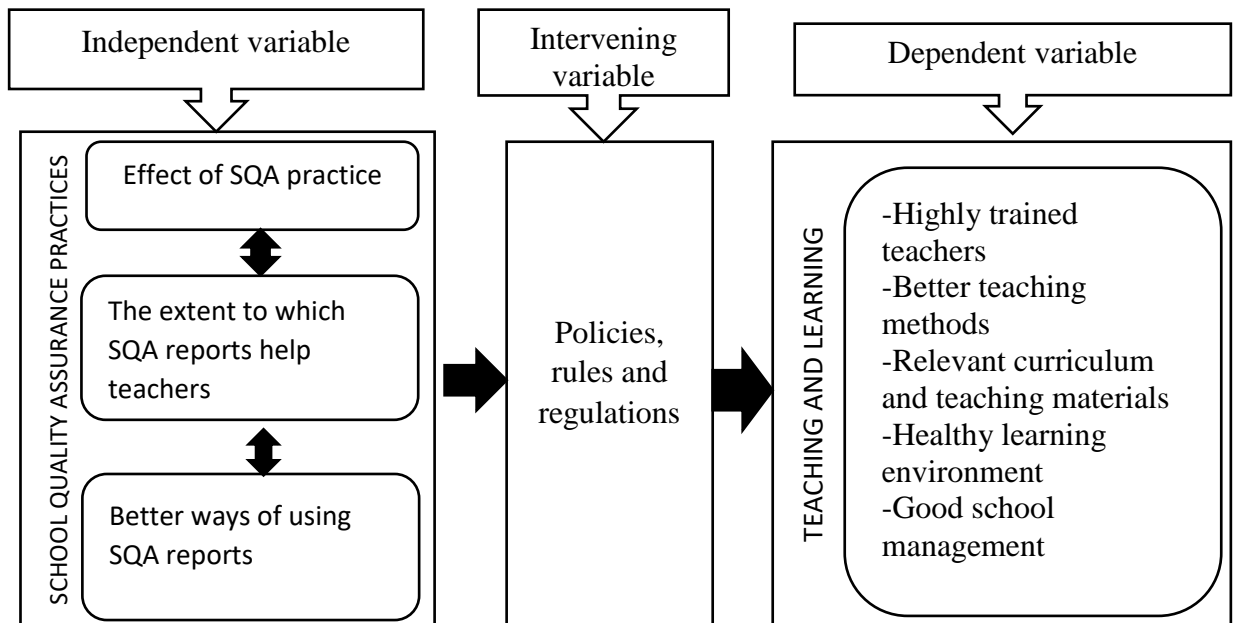 Independent variable
Intervening
variable
Dependent variable
SCHOOL QUALITY ASSURANCE PRACTICES
Effect of SQA practice
The extent to which
SQA reports help
teachers
Better ways of using
SQA reports
Policies,
rules and
regulations
TEACHING AND LEARNING
-Highly trained
teachers
-Better teaching
methods
-Relevant curriculum
and teaching materials
-Healthy learning
environment
-Good school
management